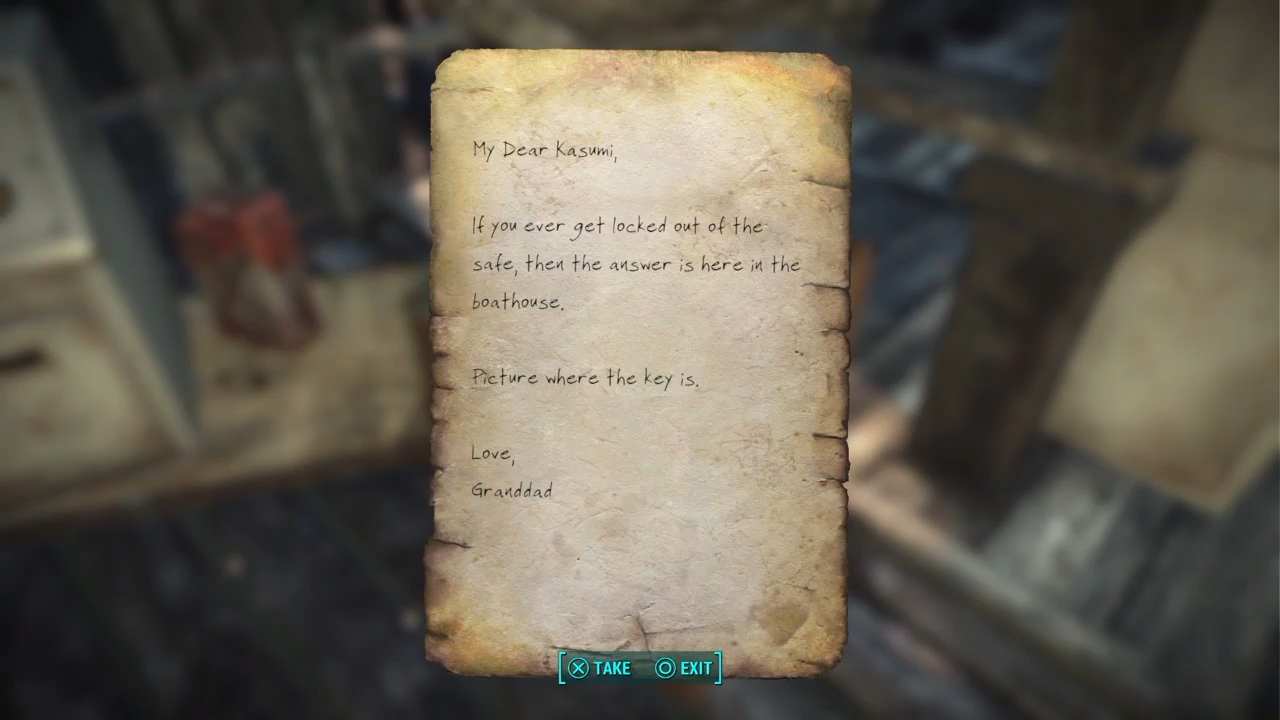 My Dear Kasumi,
If you ever get locked out of the
safe, then the answer is here in the
boathouse.
Picture where the key is.
Love,
Granddad
TAKE EXIT